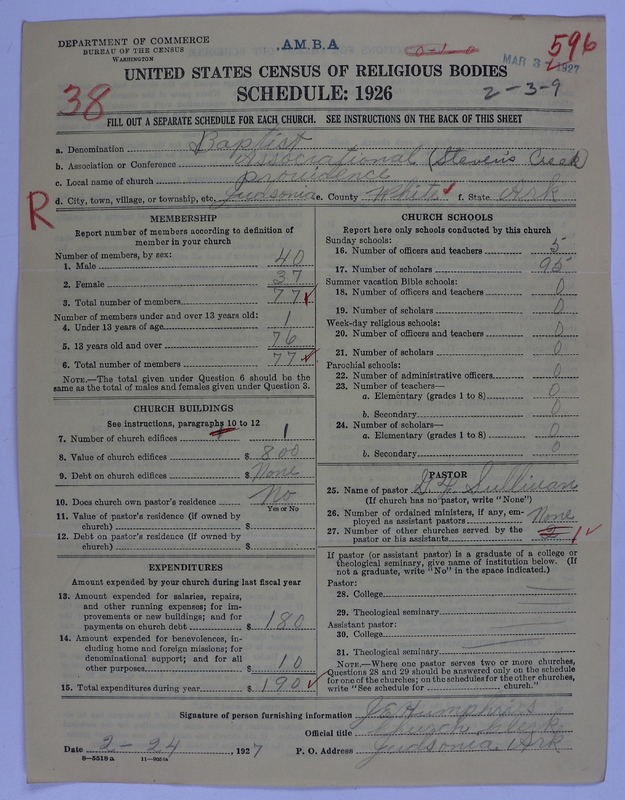 DEPARTMENT OF COMMERCE
BUREAU OF THE CENSUS
WASHINGTON
.A.M.B.A
0-1-0
596
MAR 3 1927
2-3-9
38
UNITED STATES CENSUS OF RELIGIOUS BODIES
SCHEDULE: 1926
FILL OUT A SEPARATE SCHEDULE FOR EACH CHURCH. SEE INSTRUCTIONS ON THE BACK OF THIS SHEET
a. Denomination Baptist
b. Association or Conference Associational (Stevens Creek)
c. Local name of church providence
d. City, town, village, or township, etc. Judsonia e. County White ✓ f. State Ark
R
MEMBERSHIP
Report number of members according to definition of
member in your church
Number of members, by sex:
1. Male 40
2. Female 37
3. Total number of members 77 ✓
Number of members under and over 13 years old:
4. Under 13 years of age 1
5. 13 years old and over 76
6. Total number of members 77 ✓
NOTE.—The total given under Question 6 should be the
same as the total of males and females given under Question 3.
CHURCH BUILDINGS
See instructions, paragraphs 10 to 12
7. Number of church edifices 1
8. Value of church edifices $ 800
9. Debt on church edifices $ None
10. Does church own pastor's residence No
Yes or No
11. Value of pastor's residence (if owned by
church) $
12. Debt on pastor's residence (if owned by
church) $
EXPENDITURES
Amount expended by your church during last fiscal year
13. Amount expended for salaries, repairs,
and other running expenses; for im-
provements or new buildings; and for
payments on church debt $ 180
14. Amount expended for benevolences, in-
cluding home and foreign missions; for
denominational support; and for all
other purposes $ 10
15. Total expenditures during year $ 190 ✓
CHURCH SCHOOLS
Report here only schools conducted by this church
Sunday schools:
16. Number of officers and teachers 5
17. Number of scholars 95
Summer vacation Bible schools:
18. Number of officers and teachers 0
19. Number of scholars 0
Week-day religious schools:
20. Number of officers and teachers 0
21. Number of scholars 0
Parochial schools:
22. Number of administrative officers 0
23. Number of teachers—
a. Elementary (grades 1 to 8) 0
b. Secondary 0
24. Number of scholars—
a. Elementary (grades 1 to 8) 0
b. Secondary 0
PASTOR
25. Name of pastor Sullivan
(If church has no pastor, write "None")
26. Number of ordained ministers, if any, em-
ployed as assistant pastors None
27. Number of other churches served by the
pastor or his assistants 2 1 ✓
If pastor (or assistant pastor) is a graduate of a college or
theological seminary, give name of institution below. (If
not a graduate, write "No" in the space indicated.)
Pastor:
28. College
29. Theological seminary
Assistant pastor:
30. College
31. Theological seminary
NOTE.—Where one pastor serves two or more churches,
Questions 28 and 29 should be answered only on the schedule
for one of the churches; on the schedules for the other churches,
write "See schedule for church."
Signature of person furnishing information J E Humphries
Official title Church Clerk
Date 2-24, 1927 P. O. Address Judsonia Ark
8-5518a 11-9051a